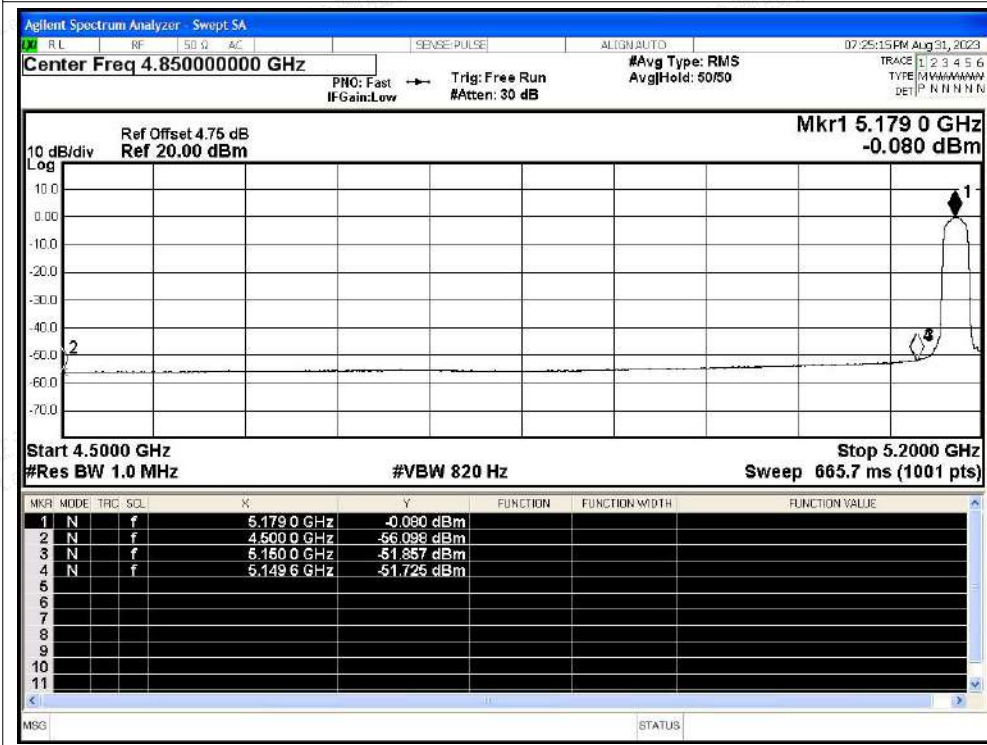 Agilent Spectrum Analyzer - Swept SA
LXI RL RF 50 Ω AC SENSE:PULSE ALIGNAUTO 07:25:15 PM Aug 31, 2023
Center Freq 4.850000000 GHz #Avg Type: RMS TRACE 1 2 3 4 5 6
PNO: Fast Trig: Free Run Avg|Hold: 50/50 TYPE M
IFGain:Low #Atten: 30 dB DET P N N N N N
Mkr1 5.179 0 GHz
Ref Offset 4.75 dB
10 dB/div Ref 20.00 dBm -0.080 dBm
Log
10.0
0.00
-10.0
-20.0
-30.0
-40.0
-50.0
-60.0
-70.0
1
2
Start 4.5000 GHz Stop 5.2000 GHz
#Res BW 1.0 MHz #VBW 820 Hz Sweep 665.7 ms (1001 pts)
MKR MODE TRC SCL X Y FUNCTION FUNCTION WIDTH FUNCTION VALUE
1 N f 5.179 0 GHz -0.080 dBm
2 N f 4.500 0 GHz -56.098 dBm
3 N f 5.150 0 GHz -51.857 dBm
4 N f 5.149 6 GHz -51.725 dBm
5
6
7
8
9
10
11
MSG STATUS